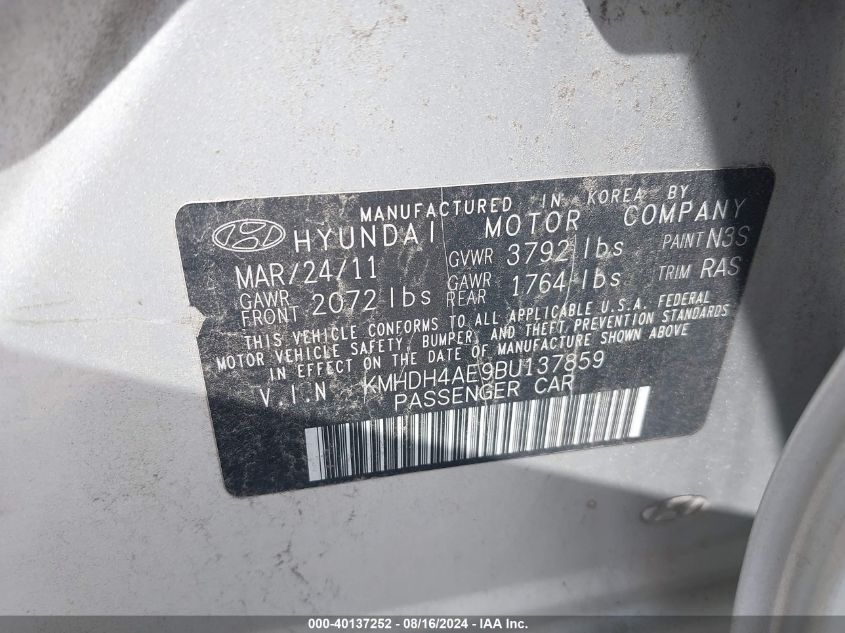 MANUFACTURED IN KOREA BY
HYUNDAI MOTOR COMPANY
MAR/24/11 GVWR 3792 lbs PAINT N3S
GAWR FRONT 2072 lbs GAWR REAR 1764 lbs TRIM RAS
THIS VEHICLE CONFORMS TO ALL APPLICABLE U.S.A. FEDERAL
MOTOR VEHICLE SAFETY, BUMPER, AND THEFT PREVENTION STANDARDS
IN EFFECT ON THE DATE OF MANUFACTURE SHOWN ABOVE
VIN KMHDH4AE9BU137859
PASSENGER CAR
000-40137252 - 08/16/2024 - IAA Inc.